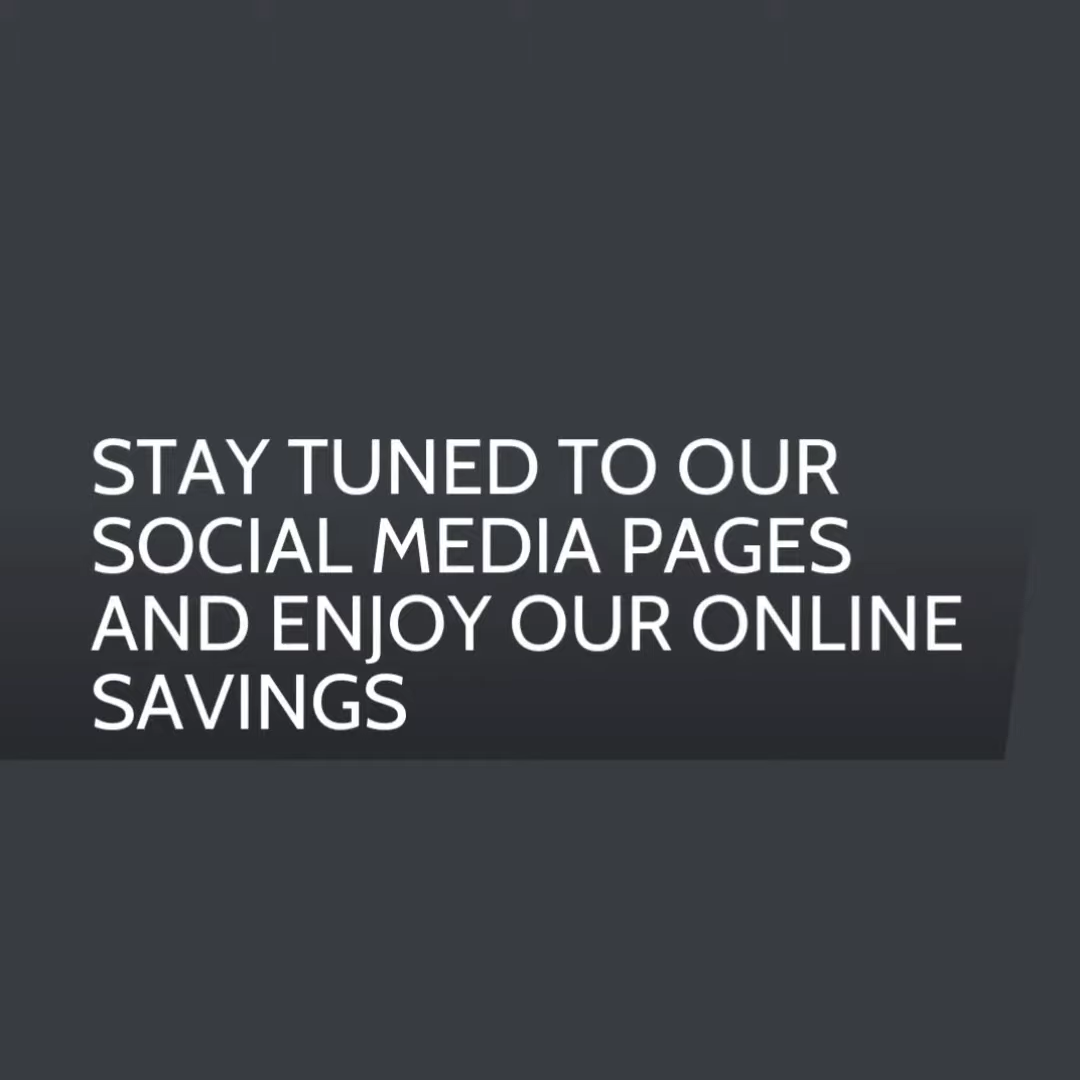 STAY TUNED TO OUR
SOCIAL MEDIA PAGES
AND ENJOY OUR ONLINE
SAVINGS